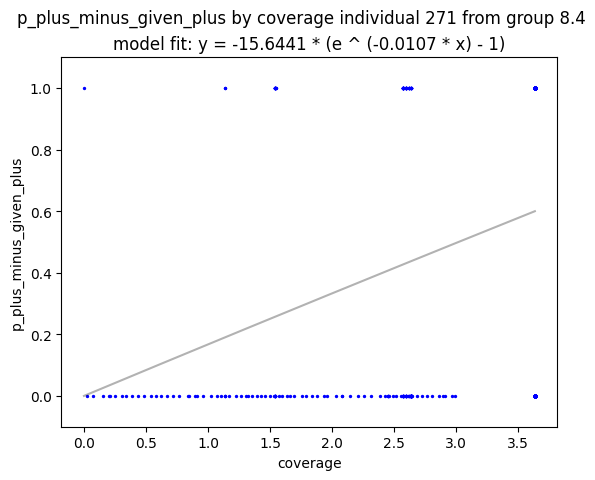 p_plus_minus_given_plus by coverage individual 271 from group 8.4
model fit: y = -15.6441 * (e ^ (-0.0107 * x) - 1)
1.0
0.8
0.6
0.4
0.2
0.0
p_plus_minus_given_plus
0.0 0.5 1.0 1.5 2.0 2.5 3.0 3.5
coverage